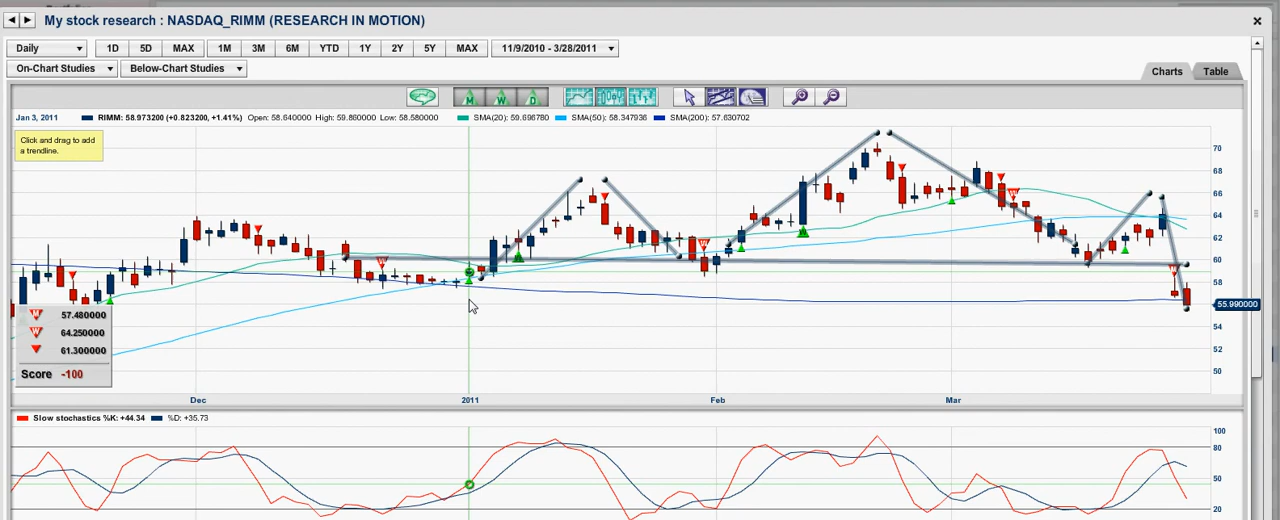 My stock research : NASDAQ_RIMM (RESEARCH IN MOTION)
Daily 1D 5D MAX 1M 3M 6M YTD 1Y 2Y 5Y MAX 11/9/2010 - 3/28/2011
On-Chart Studies Below-Chart Studies
Charts Table
M W D
Jan 3, 2011 RIMM: 58.973200 (+0.823200, +1.41%) Open: 58.640000 High: 59.860000 Low: 58.580000 SMA(20): 59.696780 SMA(50): 58.347936 SMA(200): 57.630702
Click and drag to add
a trendline.
70
68
66
64
62
60
58
55.990000
54
52
50
M 57.480000
W 64.250000
61.300000
Score -100
Dec 2011 Feb Mar
Slow stochastics %K: +44.34 %D: +35.73
100
80
50
20